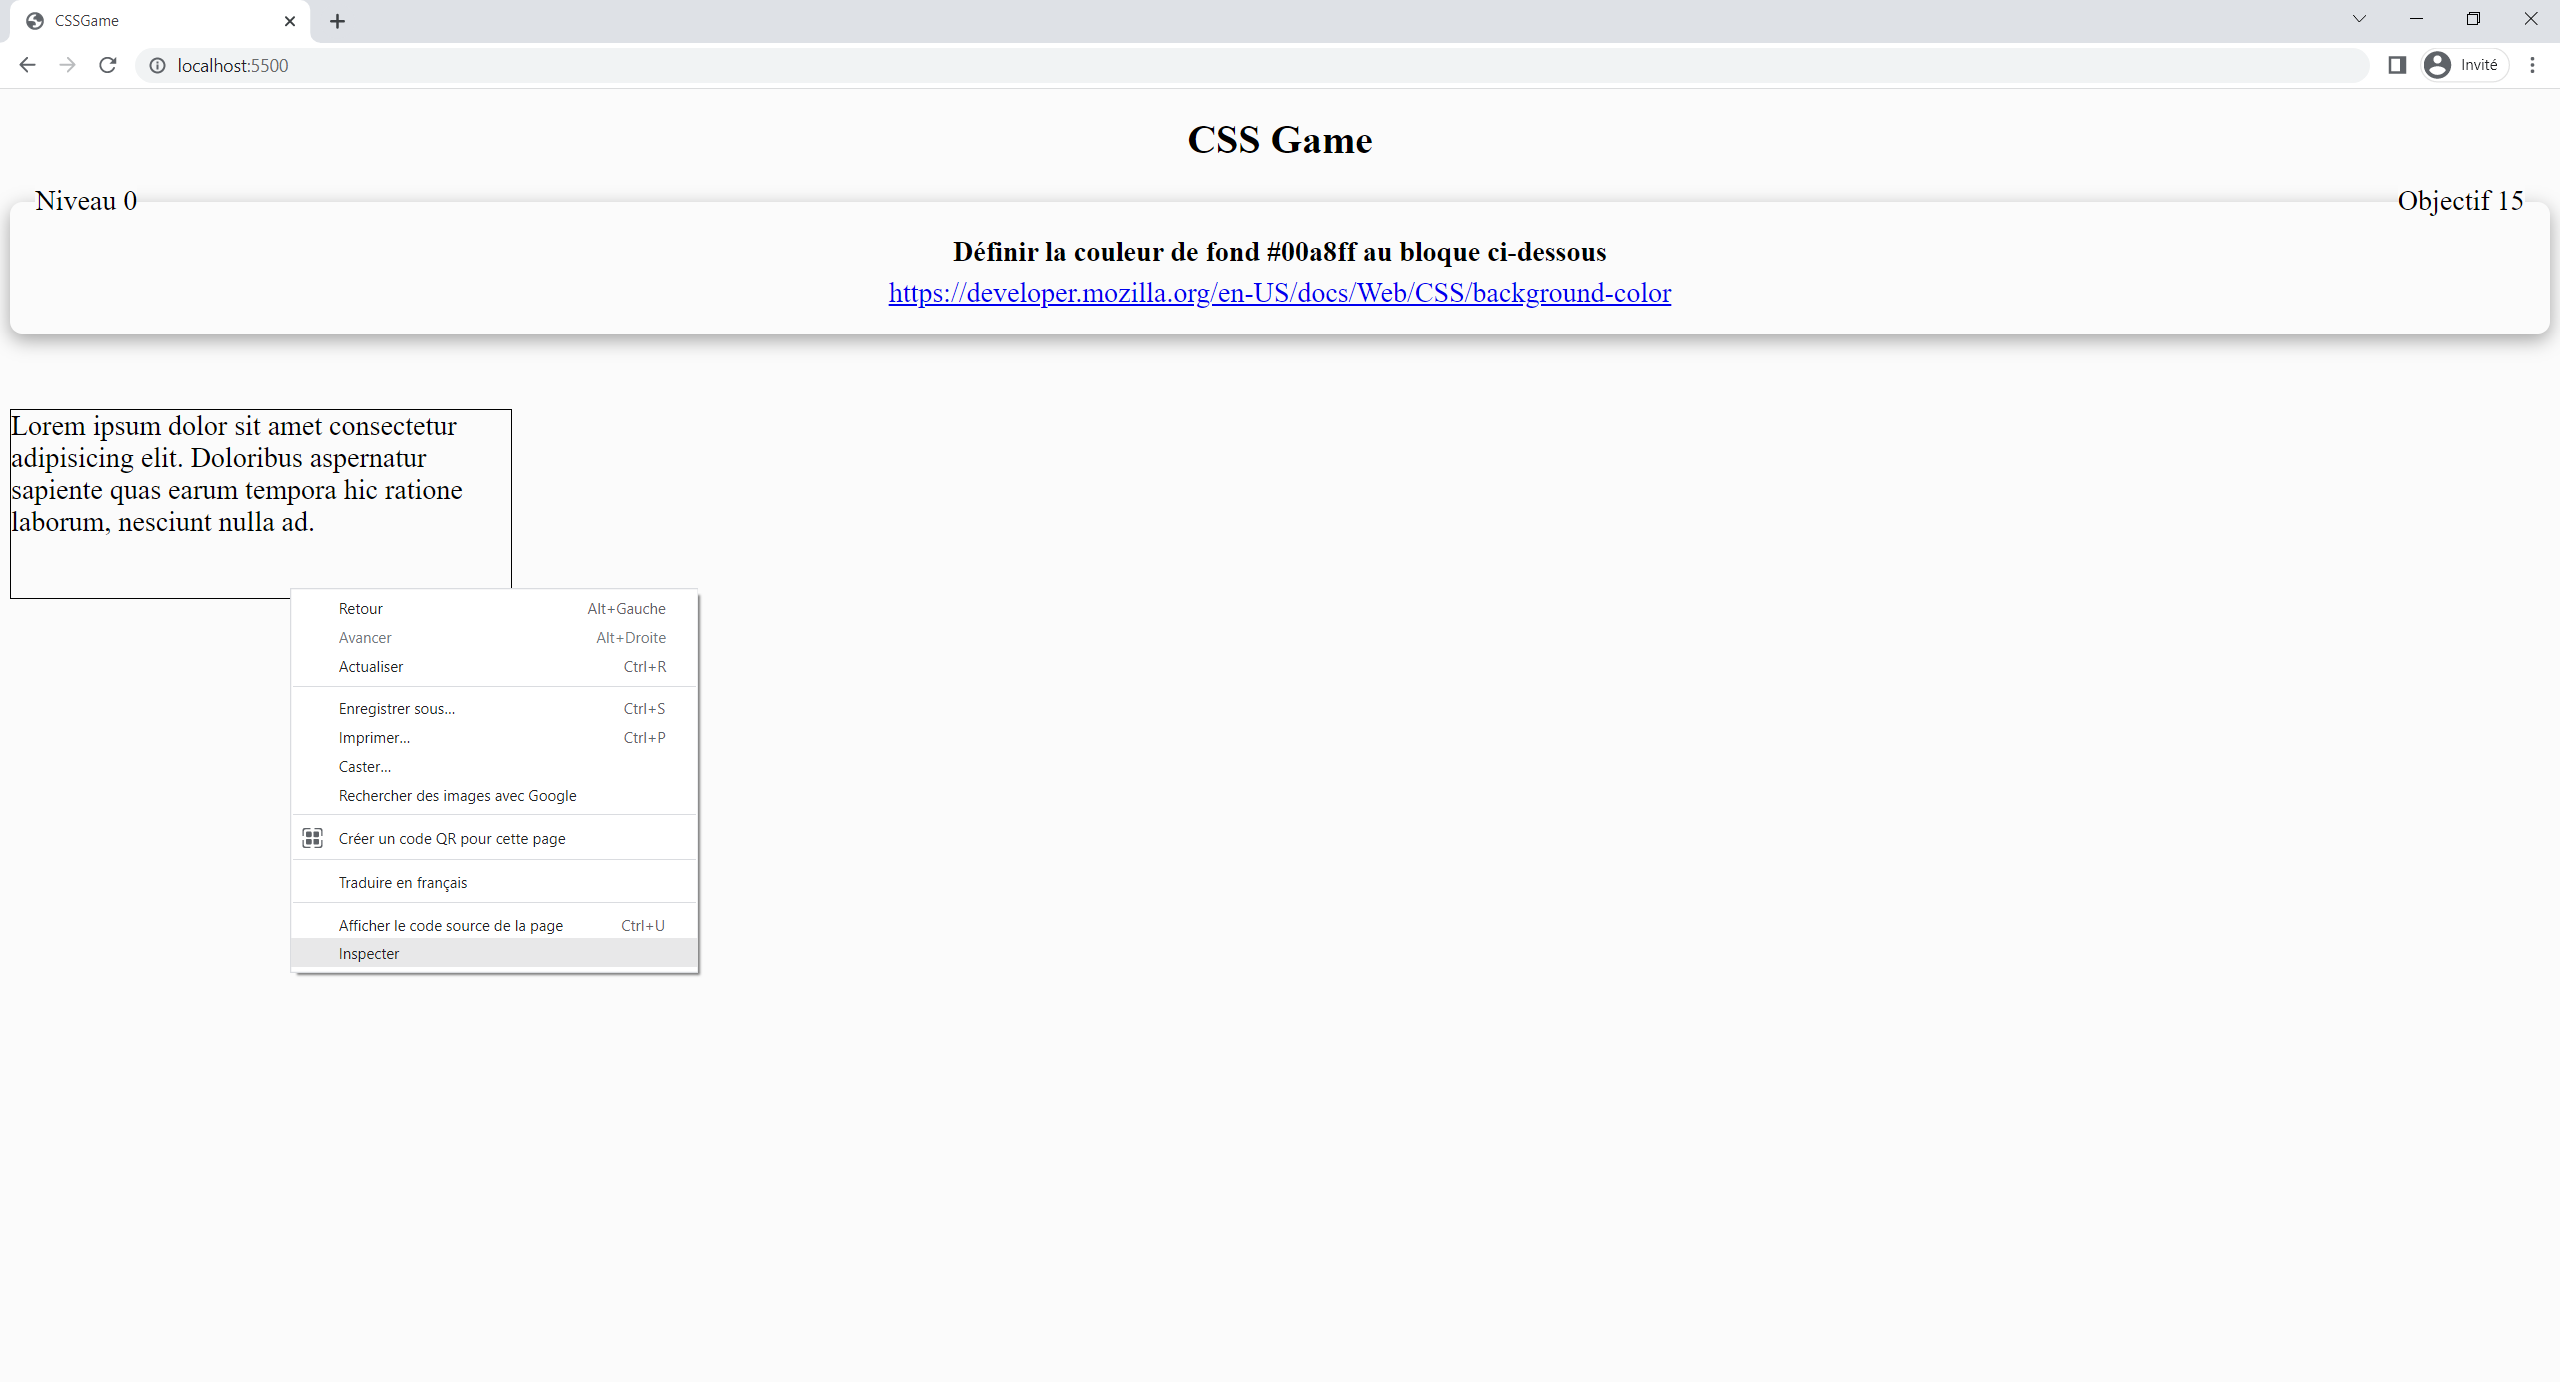 CSSGame
localhost:5500
Invité
CSS Game
Niveau 0
Objectif 15
Définir la couleur de fond #00a8ff au bloque ci-dessous
https://developer.mozilla.org/en-US/docs/Web/CSS/background-color
Lorem ipsum dolor sit amet consectetur
adipisicing elit. Doloribus aspernatur
sapiente quas earum tempora hic ratione
laborum, nesciunt nulla ad.
Retour Alt+Gauche
Avancer Alt+Droite
Actualiser Ctrl+R
Enregistrer sous... Ctrl+S
Imprimer... Ctrl+P
Caster...
Rechercher des images avec Google
Créer un code QR pour cette page
Traduire en français
Afficher le code source de la page Ctrl+U
Inspecter